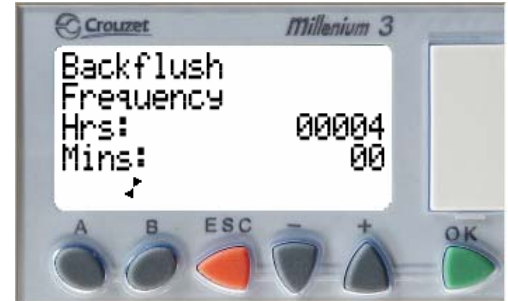 Crouzet Millenium 3
Backflush
Frequency
Hrs: 00004
Mins: 00
A B ESC - + OK